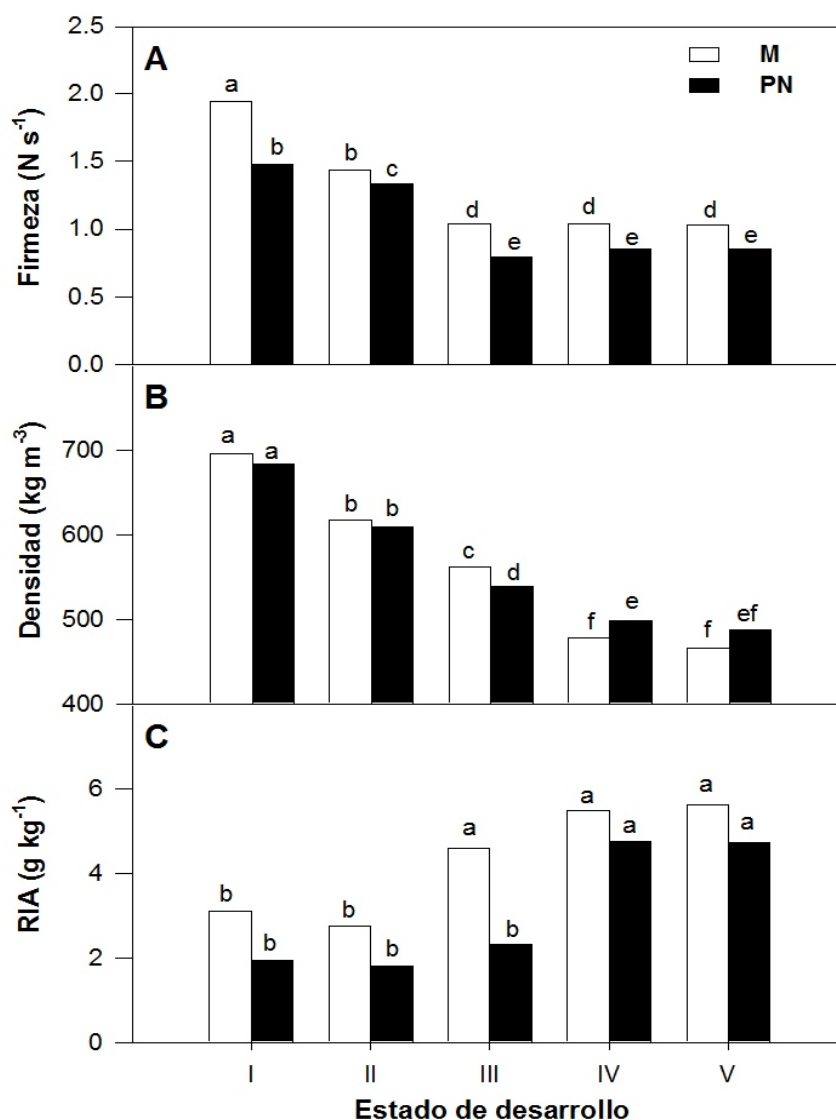 2.5
A
M
PN
2.0
1.5
1.0
0.5
0.0
Firmeza (N s-1)
a
b
b
c
d
e
d
e
d
e
B
700
600
500
400
Densidad (kg m-3)
a
a
b
b
c
d
f
e
f
ef
C
6
4
2
0
RIA (g kg-1)
b
b
b
b
a
b
a
a
a
a
I
II
III
IV
V
Estado de desarrollo